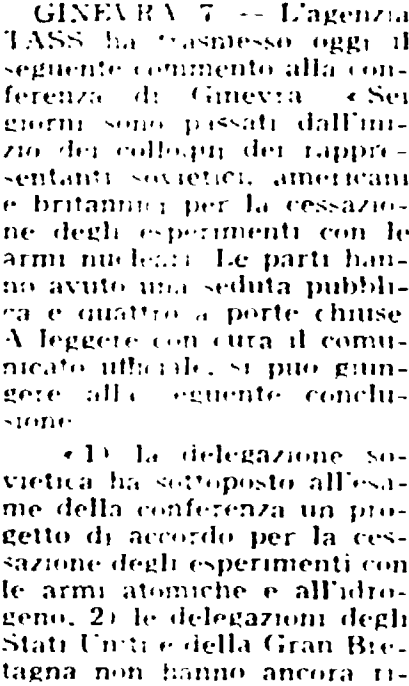 GINEVRA 7 -- L'agenzia
TASS ha trasmesso oggi il
seguente commento alla con-
ferenza di Ginevra «Sei
giorni sono passati dall'ini-
zio dei colloqui dei rappre-
sentanti sovietici, americani
e britannici per la cessazio-
ne degli esperimenti con le
armi nucleari Le parti han-
no avuto una seduta pubbli-
ca e quattro a porte chiuse
A leggere con cura il comu-
nicato ufficiale, si può giun-
gere alla seguente conclu-
sione
«1) la delegazione so-
vietica ha sottoposto all'esa-
me della conferenza un pro-
getto di accordo per la ces-
sazione degli esperimenti con
le armi atomiche e all'idro-
geno, 2) le delegazioni degli
Stati Uniti e della Gran Bre-
tagna non hanno ancora ri-